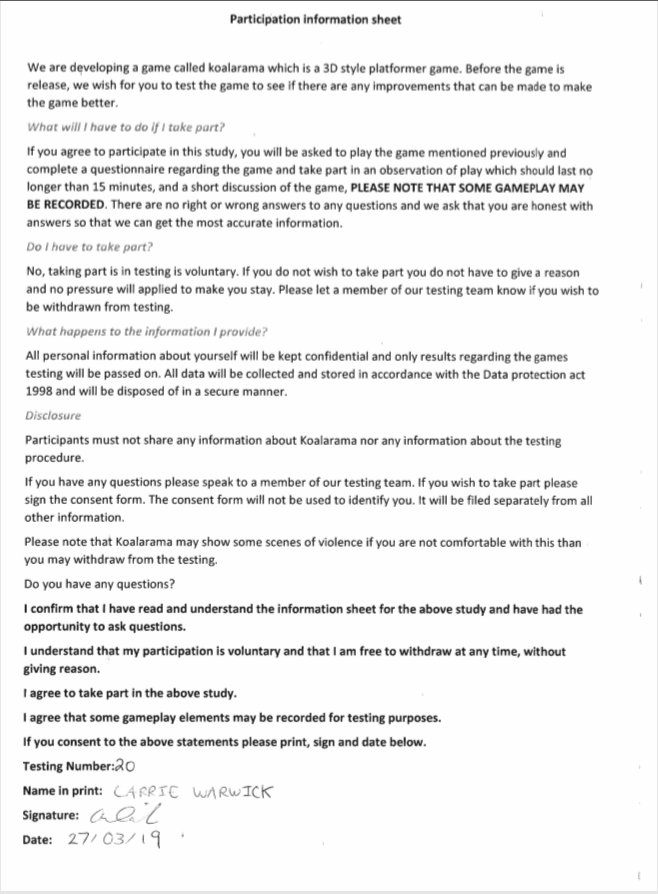 Participation information sheet
We are developing a game called koalarama which is a 3D style platformer game. Before the game is
release, we wish for you to test the game to see if there are any improvements that can be made to make
the game better.
What will I have to do if I take part?
If you agree to participate in this study, you will be asked to play the game mentioned previously and
complete a questionnaire regarding the game and take part in an observation of play which should last no
longer than 15 minutes, and a short discussion of the game, PLEASE NOTE THAT SOME GAMEPLAY MAY
BE RECORDED. There are no right or wrong answers to any questions and we ask that you are honest with
answers so that we can get the most accurate information.
Do I have to take part?
No, taking part is in testing is voluntary. If you do not wish to take part you do not have to give a reason
and no pressure will applied to make you stay. Please let a member of our testing team know if you wish to
be withdrawn from testing.
What happens to the information I provide?
All personal information about yourself will be kept confidential and only results regarding the games
testing will be passed on. All data will be collected and stored in accordance with the Data protection act
1998 and will be disposed of in a secure manner.
Disclosure
Participants must not share any information about Koalarama nor any information about the testing
procedure.
If you have any questions please speak to a member of our testing team. If you wish to take part please
sign the consent form. The consent form will not be used to identify you. It will be filed separately from all
other information.
Please note that Koalarama may show some scenes of violence if you are not comfortable with this than
you may withdraw from the testing.
Do you have any questions?
I confirm that I have read and understand the information sheet for the above study and have had the
opportunity to ask questions.
I understand that my participation is voluntary and that I am free to withdraw at any time, without
giving reason.
I agree to take part in the above study.
I agree that some gameplay elements may be recorded for testing purposes.
If you consent to the above statements please print, sign and date below.
Testing Number:20
Name in print: CARRIE WARWICK
Signature:
Date: 27/03/19